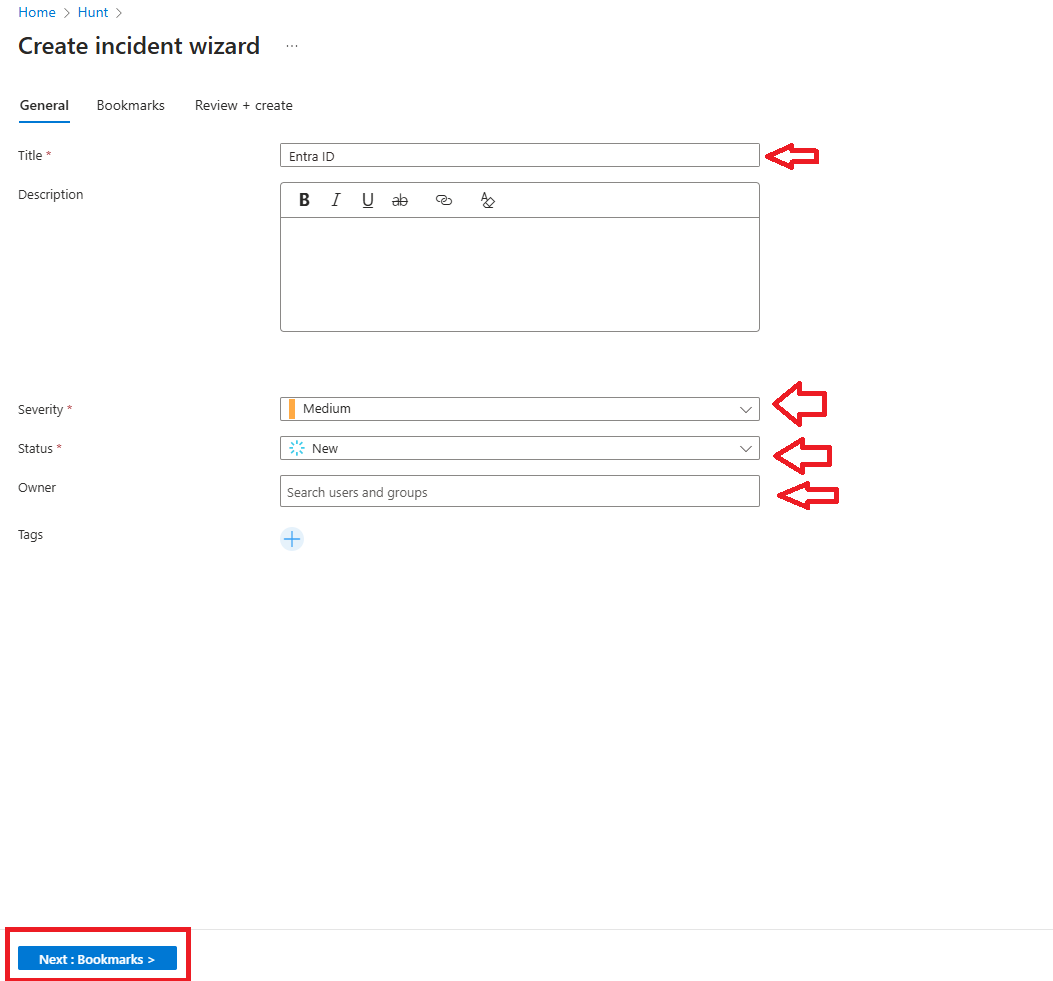 Home > Hunt >
Create incident wizard ...
General Bookmarks Review + create
Title * Entra ID
Description
B I U ab
Severity * Medium
Status * New
Owner Search users and groups
Tags
Next : Bookmarks >